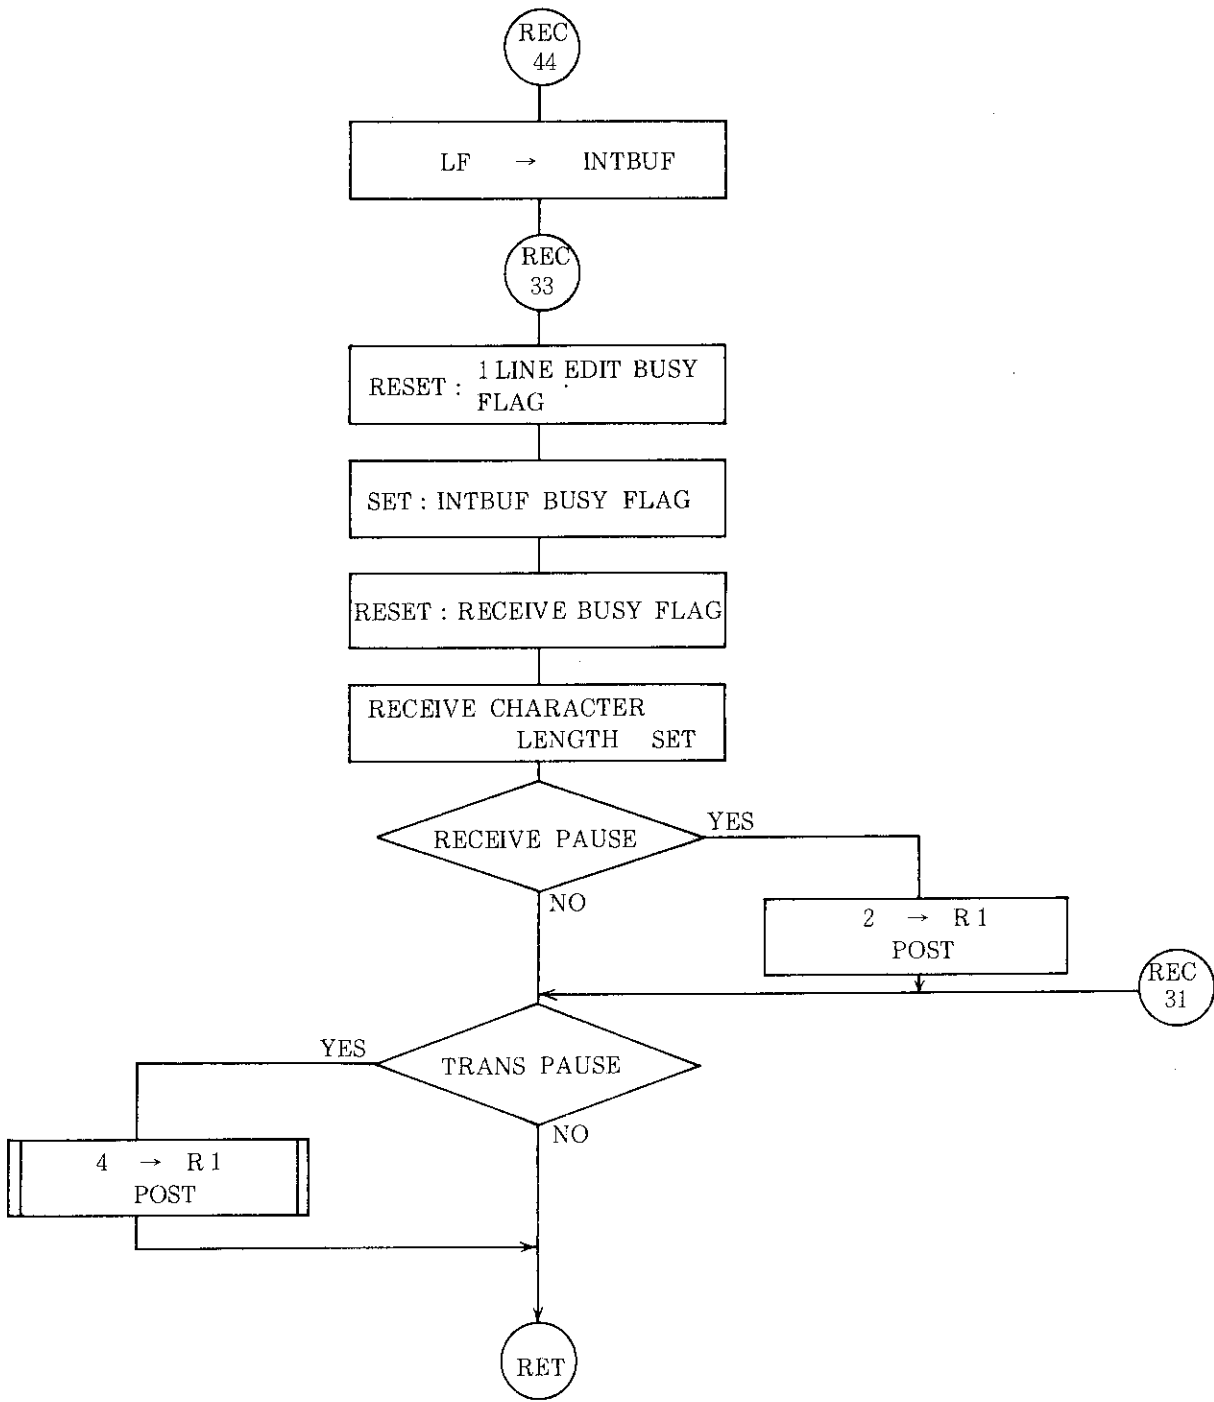 REC
44
LF → INTBUF
REC
33
RESET : 1 LINE EDIT BUSY
FLAG
SET : INTBUF BUSY FLAG
RESET : RECEIVE BUSY FLAG
RECEIVE CHARACTER
LENGTH SET
RECEIVE PAUSE
YES
NO
2 → R1
POST
REC
31
YES
TRANS PAUSE
NO
4 → R1
POST
RET